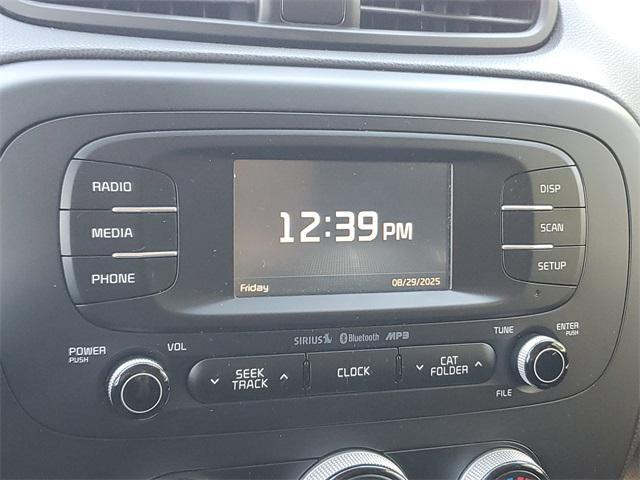 RADIO
MEDIA
PHONE
12:39 PM
Friday
08/29/2025
DISP
SCAN
SETUP
SIRIUS Bluetooth MP3
POWER
PUSH
VOL
SEEK
TRACK
CLOCK
CAT
FOLDER
TUNE
FILE
ENTER
PUSH